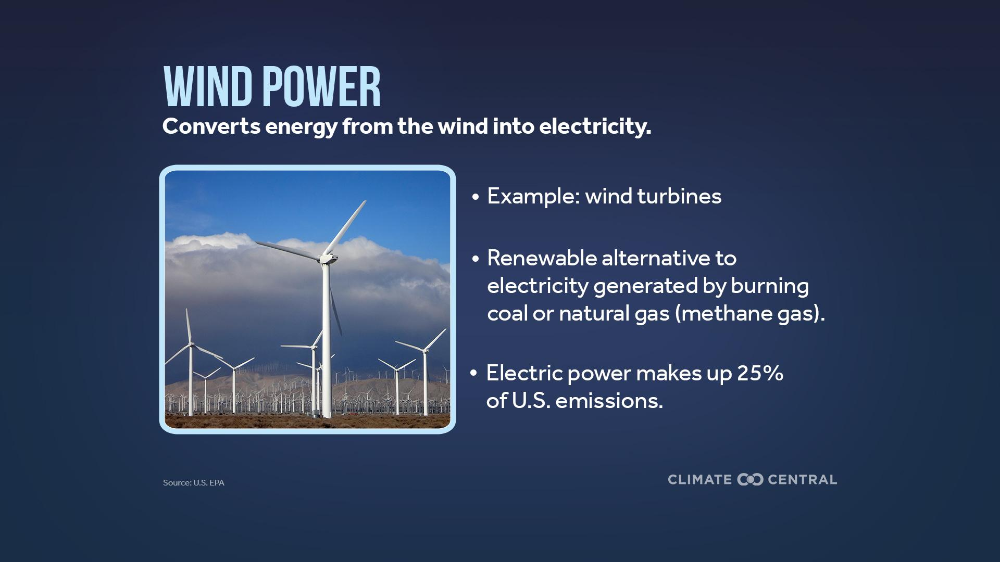 WIND POWER
Converts energy from the wind into electricity.
• Example: wind turbines
• Renewable alternative to
electricity generated by burning
coal or natural gas (methane gas).
• Electric power makes up 25%
of U.S. emissions.
Source: U.S. EPA
CLIMATE CENTRAL